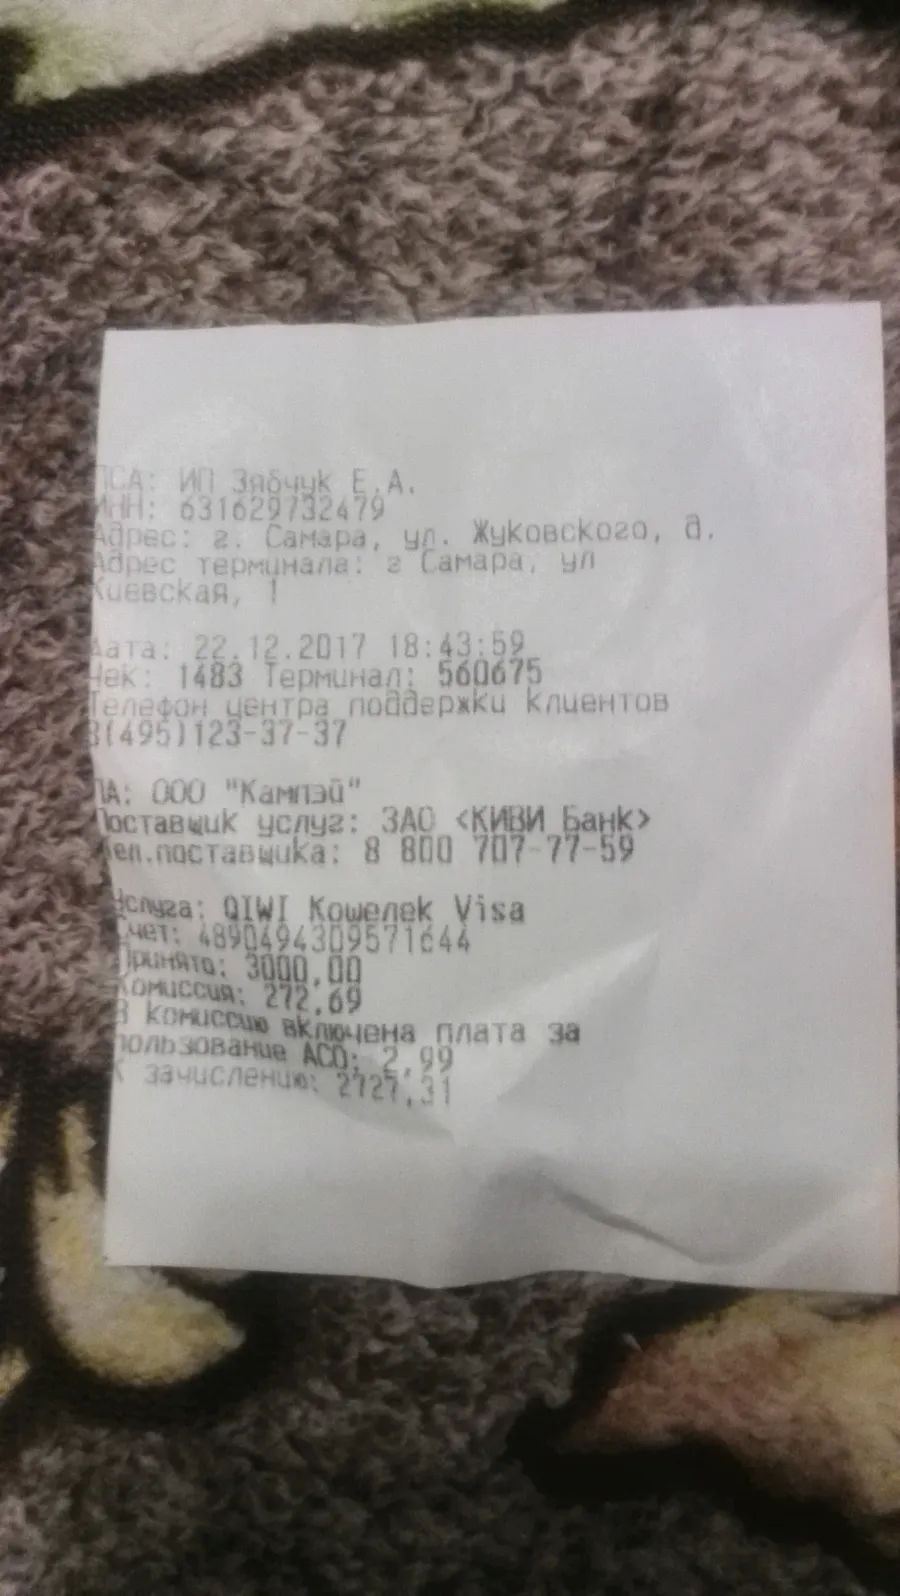 ПСА: ИП Зябчук Е.А.
ИНН: 631629732479
Адрес: г. Самара, ул. Жуковского, д.
Адрес терминала: г Самара, ул
Киевская, 1
Дата: 22.12.2017 18:43:59
Чек: 1483 Терминал: 560675
Телефон центра поддержки клиентов
8(495)123-37-37
ПА: ООО "Кампэй"
Поставщик услуг: ЗАО <КИВИ Банк>
Тел.поставщика: 8 800 707-77-59
Услуга: QIWI Кошелек Visa
Счет: 4890494309571644
Принято: 3000,00
Комиссия: 272,69
В комиссию включена плата за
пользование АСО: 2,99
К зачислению: 2727,31